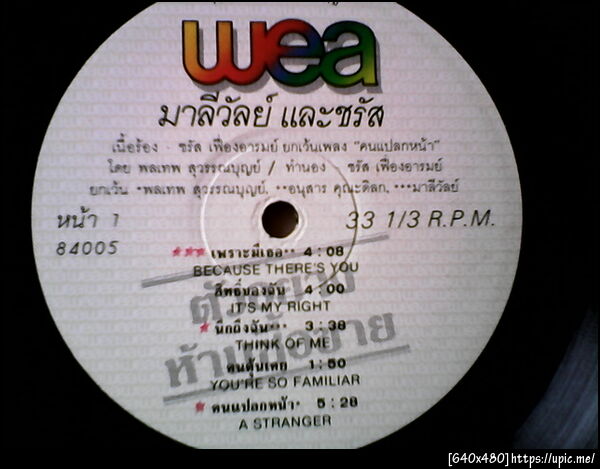 wea
มาลีวัลย์ และชรัส
เนื้อร้อง - ชรัส เฟื่องอารมย์ ยกเว้นเพลง "คนแปลกหน้า"
โดย พลเทพ สุวรรณบุญย์ / ทำนอง - ชรัส เฟื่องอารมย์
ยกเว้น *พลเทพ สุวรรณบุญย์, **อนุสาร คุณะดิลก, ***มาลีวัลย์
หน้า 1 33 1/3 R.P.M.
84005
★★★ เพราะมีเธอ** 4:08
BECAUSE THERE'S YOU
สิทธิ์ของฉัน 4:00
IT'S MY RIGHT
★ นึกถึงฉัน*** 3:38
THINK OF ME
คนคุ้นเคย 1:50
YOU'RE SO FAMILIAR
★ คนแปลกหน้า* 5:28
A STRANGER
ตัวอย่าง
ห้ามซื้อขาย
[640x480]https://upic.me/